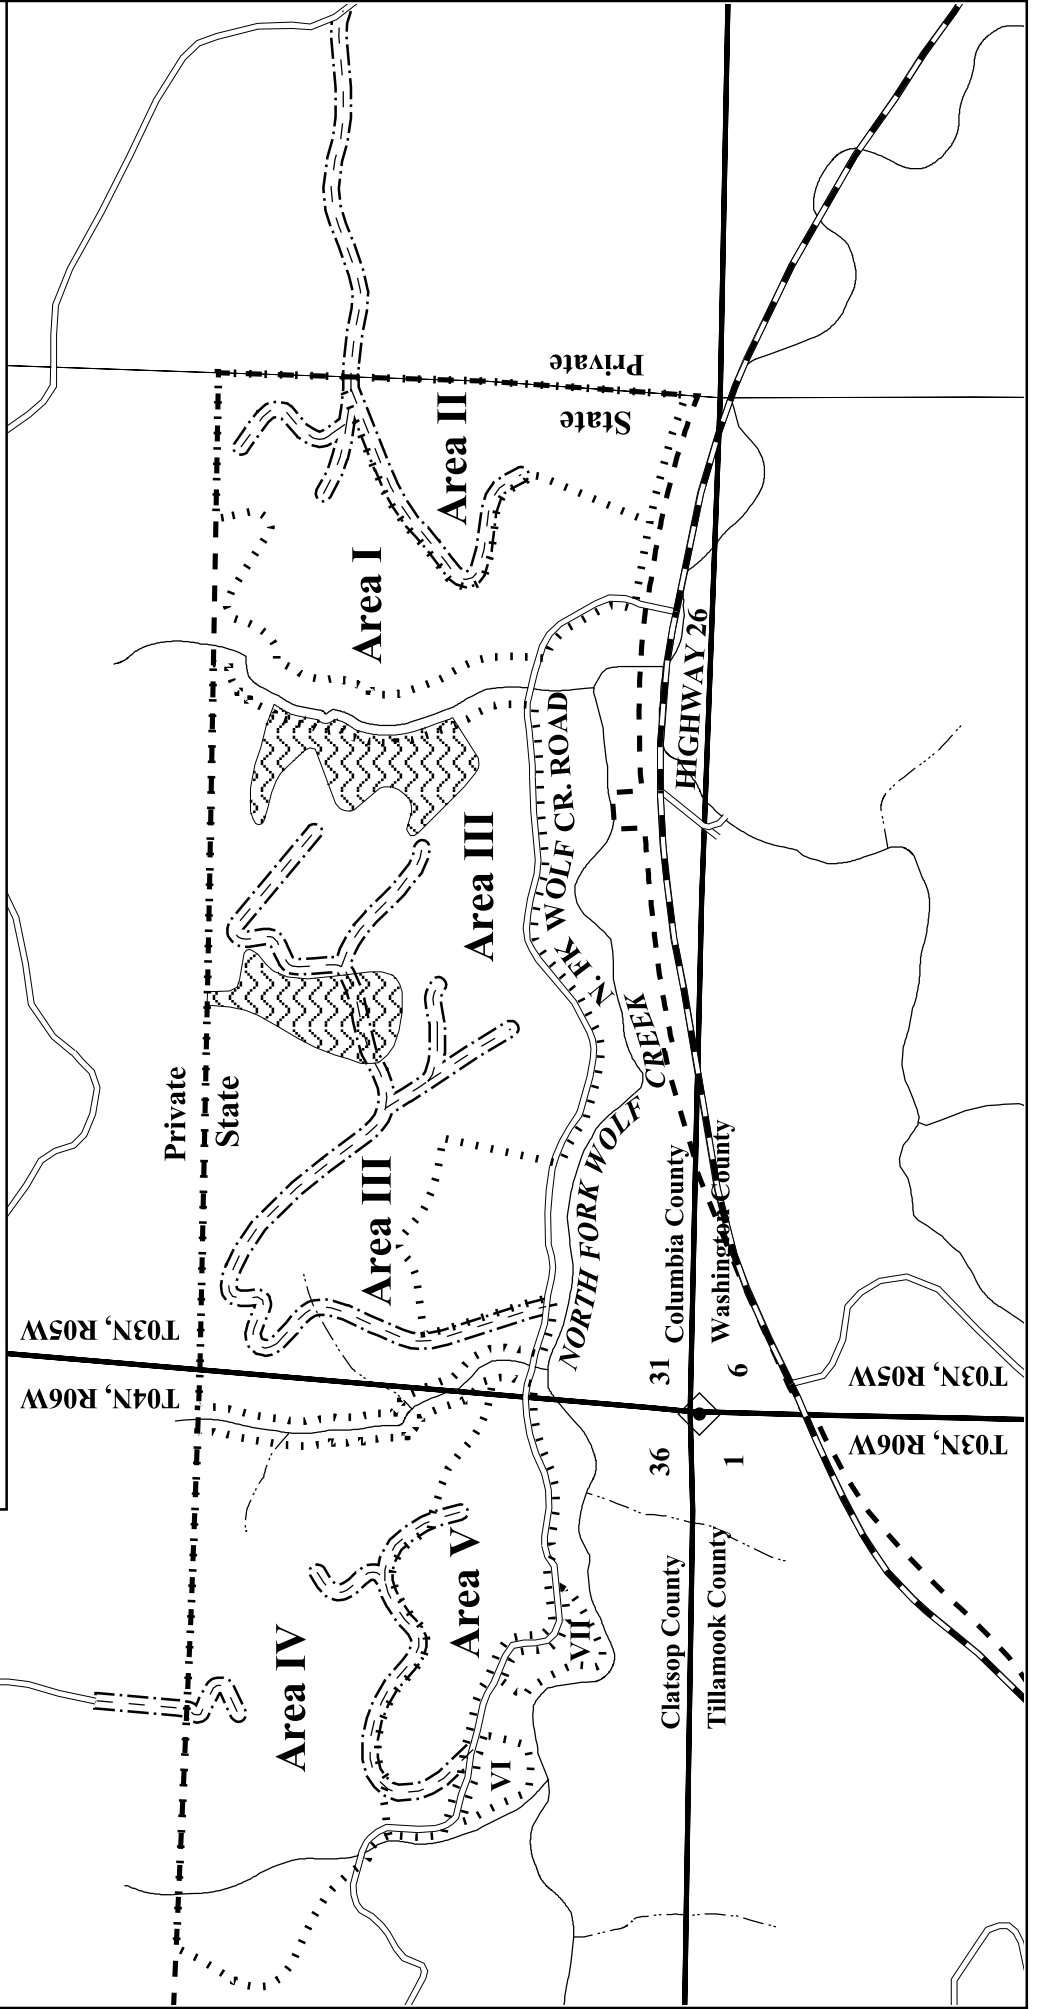 Private
State
Area II
Area I
HIGHWAY 26
N. FK. WOLF CR. ROAD
Area III
NORTH FORK WOLF CREEK
Private
State
Area III
Columbia County
Washington County
T03N, R05W
T04N, R06W
31
6
36
1
T03N, R05W
T03N, R06W
Area V
Area IV
VII
VI
Clatsop County
Tillamook County